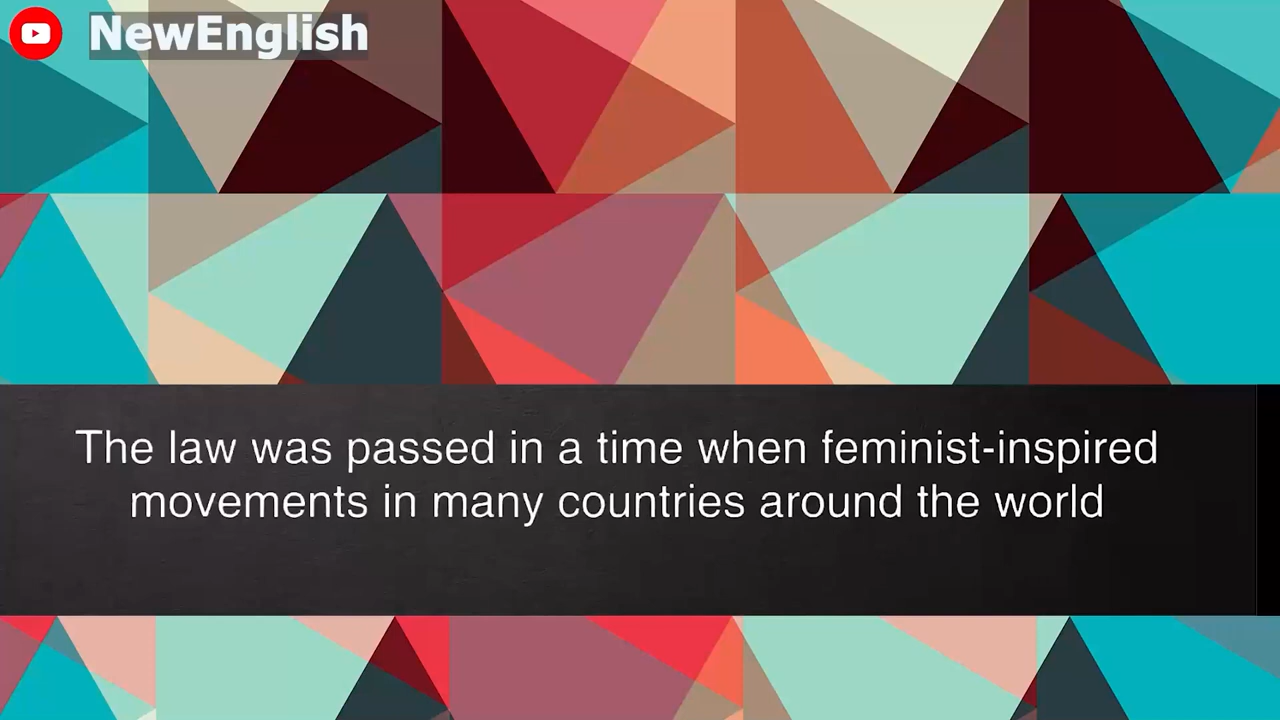 NewEnglish
The law was passed in a time when feminist-inspired
movements in many countries around the world